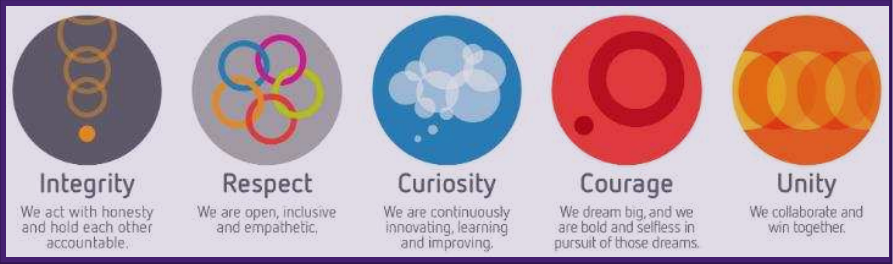 Integrity
We act with honesty
and hold each other
accountable.
Respect
We are open, inclusive
and empathetic.
Curiosity
We are continuously
innovating, learning
and improving.
Courage
We dream big, and we
are bold and selfless in
pursuit of those dreams.
Unity
We collaborate and
win together.